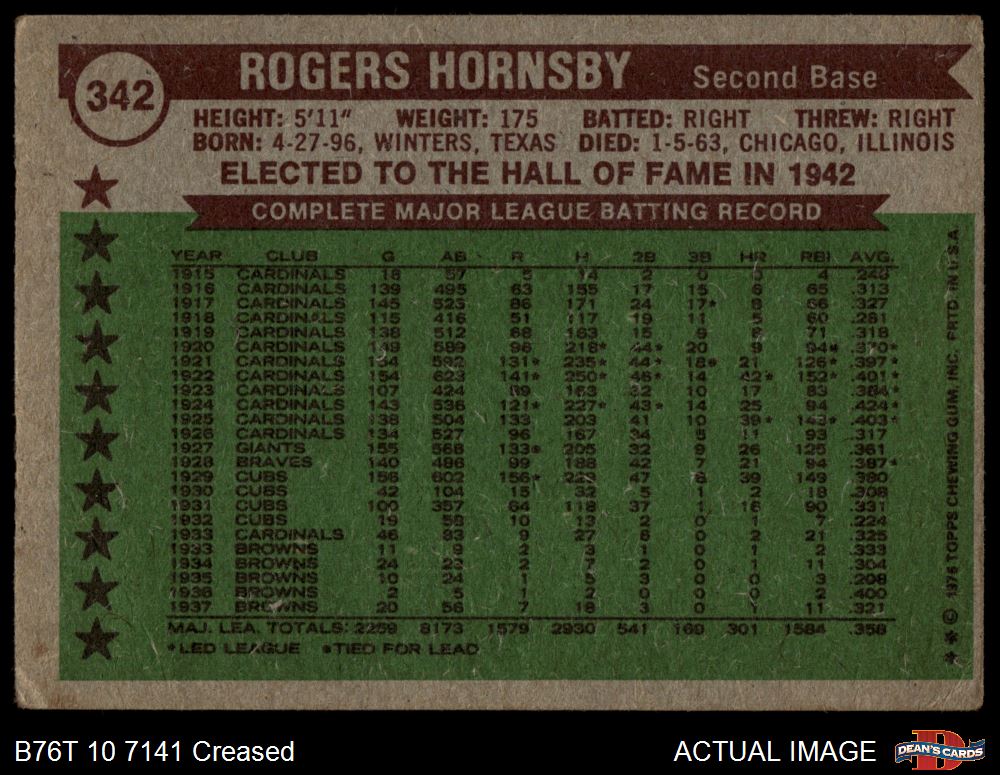 342
ROGERS HORNSBY Second Base
HEIGHT: 5'11" WEIGHT: 175 BATTED: RIGHT THREW: RIGHT
BORN: 4-27-96, WINTERS, TEXAS DIED: 1-5-63, CHICAGO, ILLINOIS
ELECTED TO THE HALL OF FAME IN 1942
COMPLETE MAJOR LEAGUE BATTING RECORD
YEAR CLUB G AB R H 2B 3B HR RBI AVG.
1915 CARDINALS 18 57 5 14 2 0 4 .246
1916 CARDINALS 139 495 63 155 17 15 6 65 .313
1917 CARDINALS 145 523 86 171 24 17* 8 66 .327
1918 CARDINALS 115 416 51 117 19 11 5 60 .281
1919 CARDINALS 138 512 68 163 15 9 8 71 .318
1920 CARDINALS 149 589 96 218* 44* 20 9 94• .370*
1921 CARDINALS 154 592 131* 235* 44* 18• 21 126* .397*
1922 CARDINALS 154 623 141* 250* 46* 14 42* 152* .401*
1923 CARDINALS 107 424 89 163 32 10 17 83 .384*
1924 CARDINALS 143 536 121• 227* 43* 14 25 94 .424*
1925 CARDINALS 138 504 133 203 41 10 39* 143* .403*
1926 CARDINALS 134 527 96 167 34 5 11 93 .317
1927 GIANTS 155 568 133• 205 32 9 26 125 .361
1928 BRAVES 140 486 99 188 42 7 21 94 .387*
1929 CUBS 156 602 156* 229 47 8 39 149 .380
1930 CUBS 42 104 15 32 5 1 2 18 .308
1931 CUBS 100 357 64 118 37 1 16 90 .331
1932 CUBS 19 58 10 13 2 0 1 7 .224
1933 CARDINALS 46 83 9 27 6 0 2 21 .325
1933 BROWNS 11 9 2 3 1 0 1 2 .333
1934 BROWNS 24 23 2 7 2 0 1 11 .304
1935 BROWNS 10 24 1 5 3 0 0 3 .208
1936 BROWNS 2 5 1 2 0 0 0 2 .400
1937 BROWNS 20 56 7 18 3 0 1 11 .321
MAJ. LEA. TOTALS: 2259 8173 1579 2930 541 169 301 1584 .358
*LED LEAGUE •TIED FOR LEAD
** © 1976 TOPPS CHEWING GUM, INC. PRTD. IN U.S.A.
B76T 10 7141 Creased
ACTUAL IMAGE
D
DEAN'S CARDS